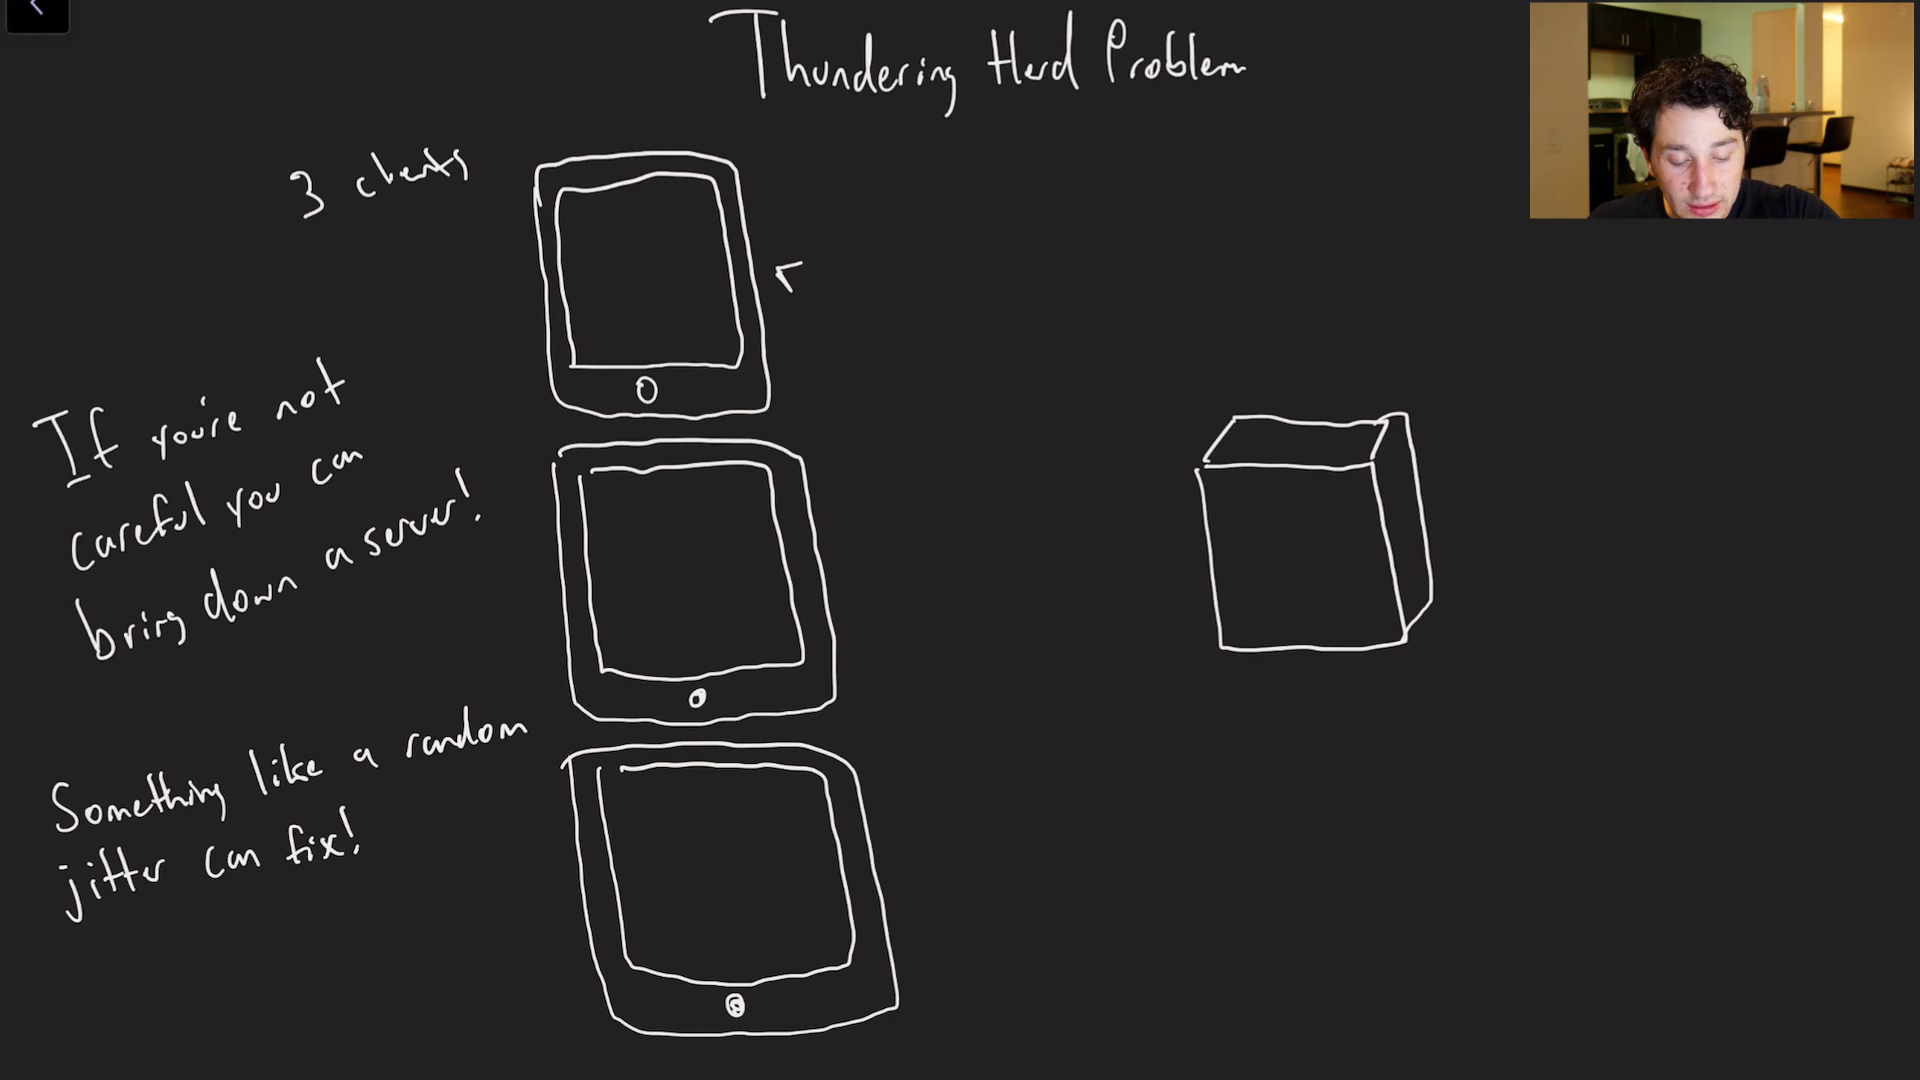 Thundering Herd Problem
3 clients
If you're not
careful you can
bring down a server!
Something like a random
jitter can fix!